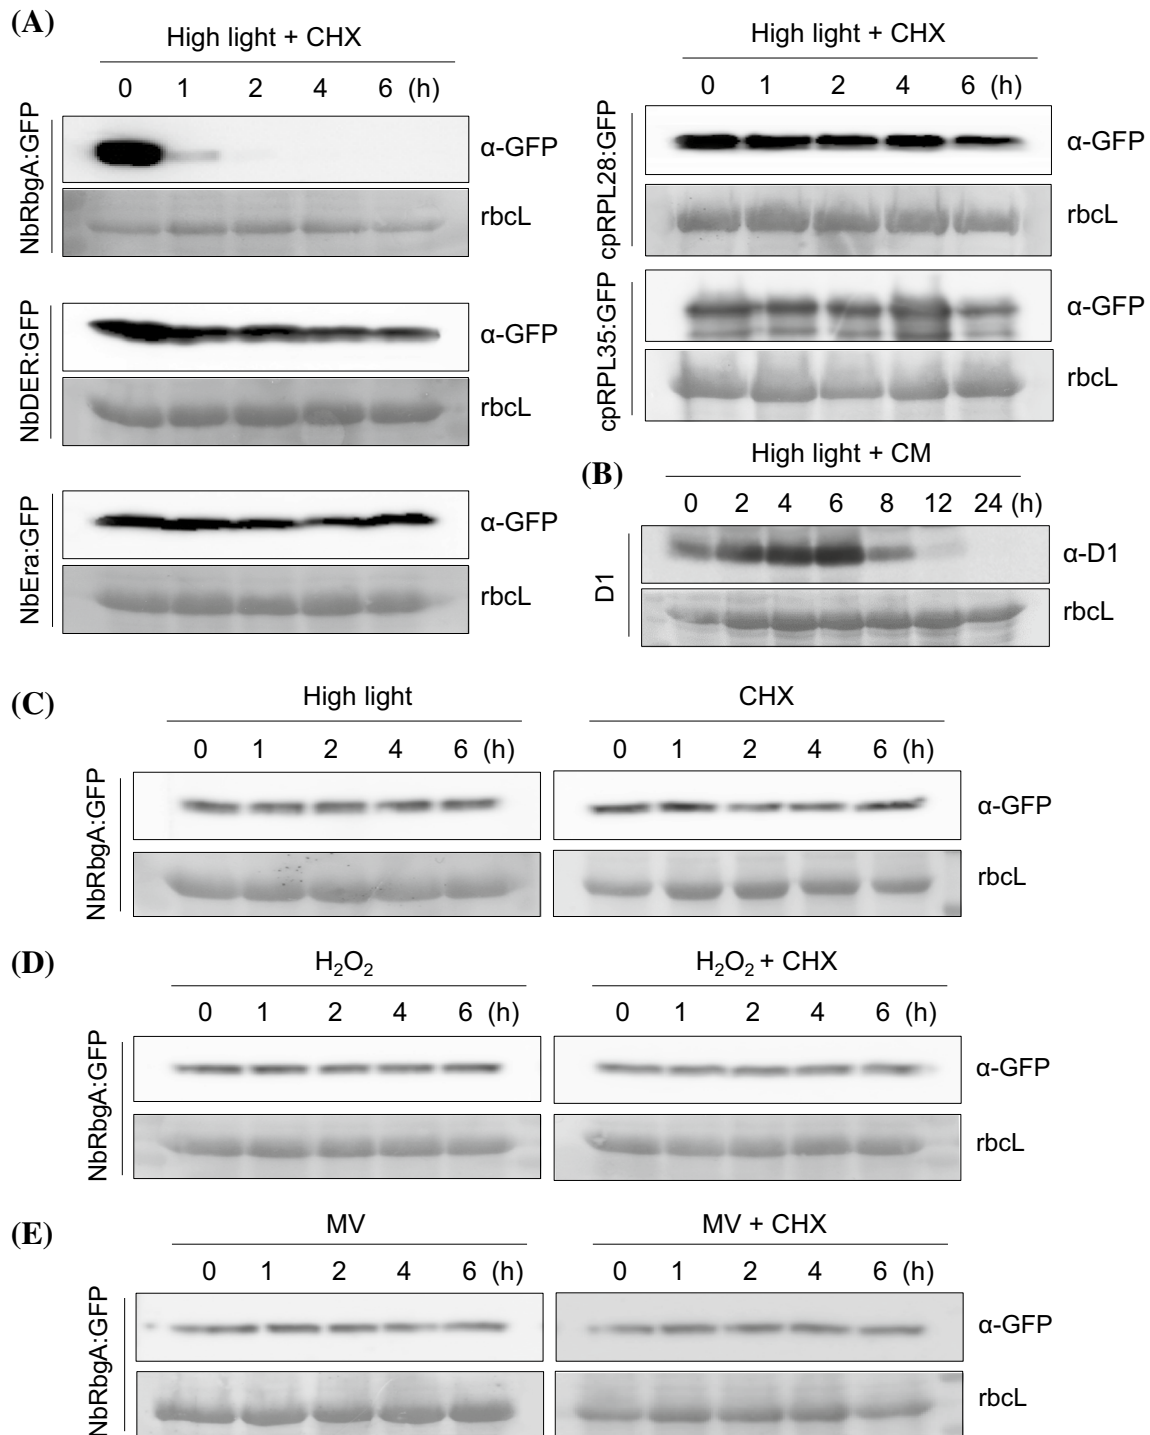 (A)
High light + CHX
0 1 2 4 6 (h)
NbRbgA:GFP
α-GFP
rbcL
NbDER:GFP
α-GFP
rbcL
NbEra:GFP
α-GFP
rbcL
High light + CHX
0 1 2 4 6 (h)
cpRPL28:GFP
α-GFP
rbcL
cpRPL35:GFP
α-GFP
rbcL
(B)
High light + CM
0 2 4 6 8 12 24 (h)
D1
α-D1
rbcL
(C)
High light CHX
0 1 2 4 6 (h) 0 1 2 4 6 (h)
NbRbgA:GFP
α-GFP
rbcL
(D)
H₂O₂ H₂O₂ + CHX
0 1 2 4 6 (h) 0 1 2 4 6 (h)
NbRbgA:GFP
α-GFP
rbcL
(E)
MV MV + CHX
0 1 2 4 6 (h) 0 1 2 4 6 (h)
NbRbgA:GFP
α-GFP
rbcL